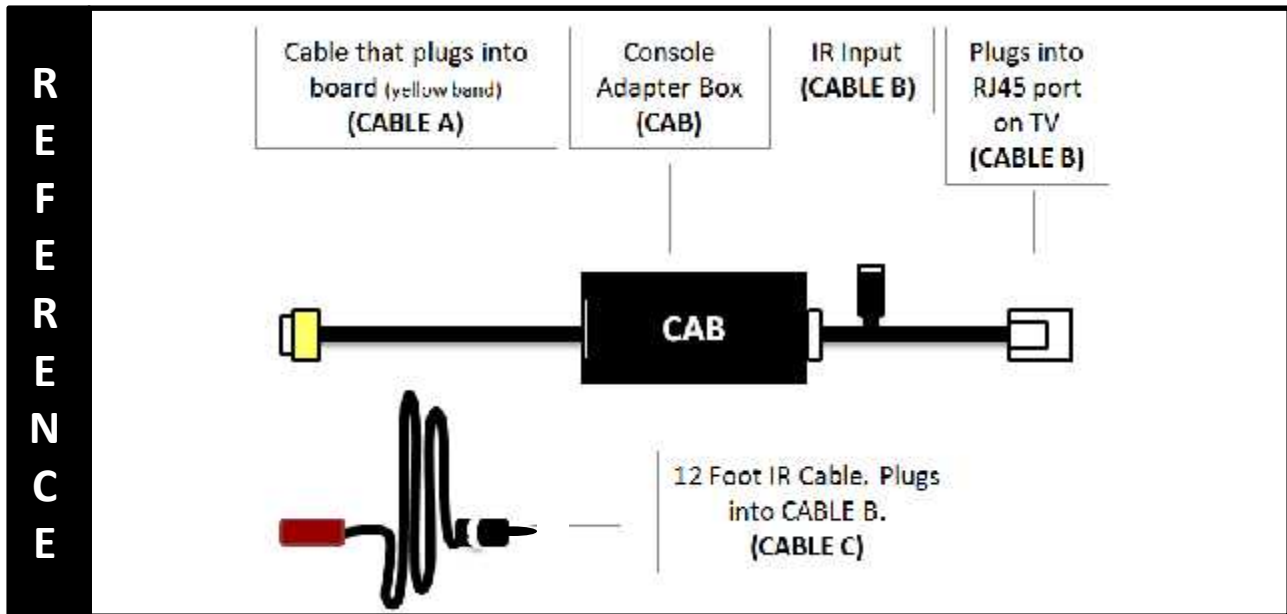 REFERENCE
Cable that plugs into
board (yellow band)
(CABLE A)
Console
Adapter Box
(CAB)
IR Input
(CABLE B)
Plugs into
RJ45 port
on TV
(CABLE B)
CAB
12 Foot IR Cable. Plugs
into CABLE B.
(CABLE C)